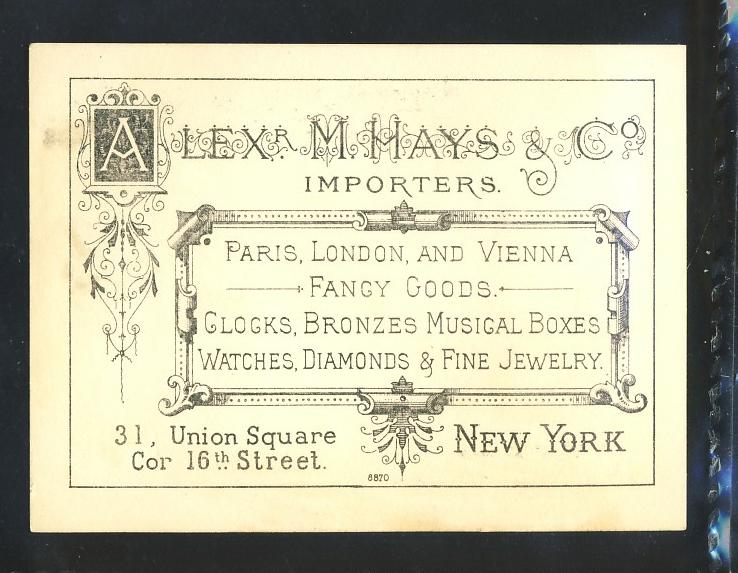 ALEXR. M. HAYS & CO
IMPORTERS.
PARIS, LONDON, AND VIENNA
FANCY GOODS.
CLOCKS, BRONZES MUSICAL BOXES
WATCHES, DIAMONDS & FINE JEWELRY.
31, Union Square
Cor 16th Street.
NEW YORK
8870